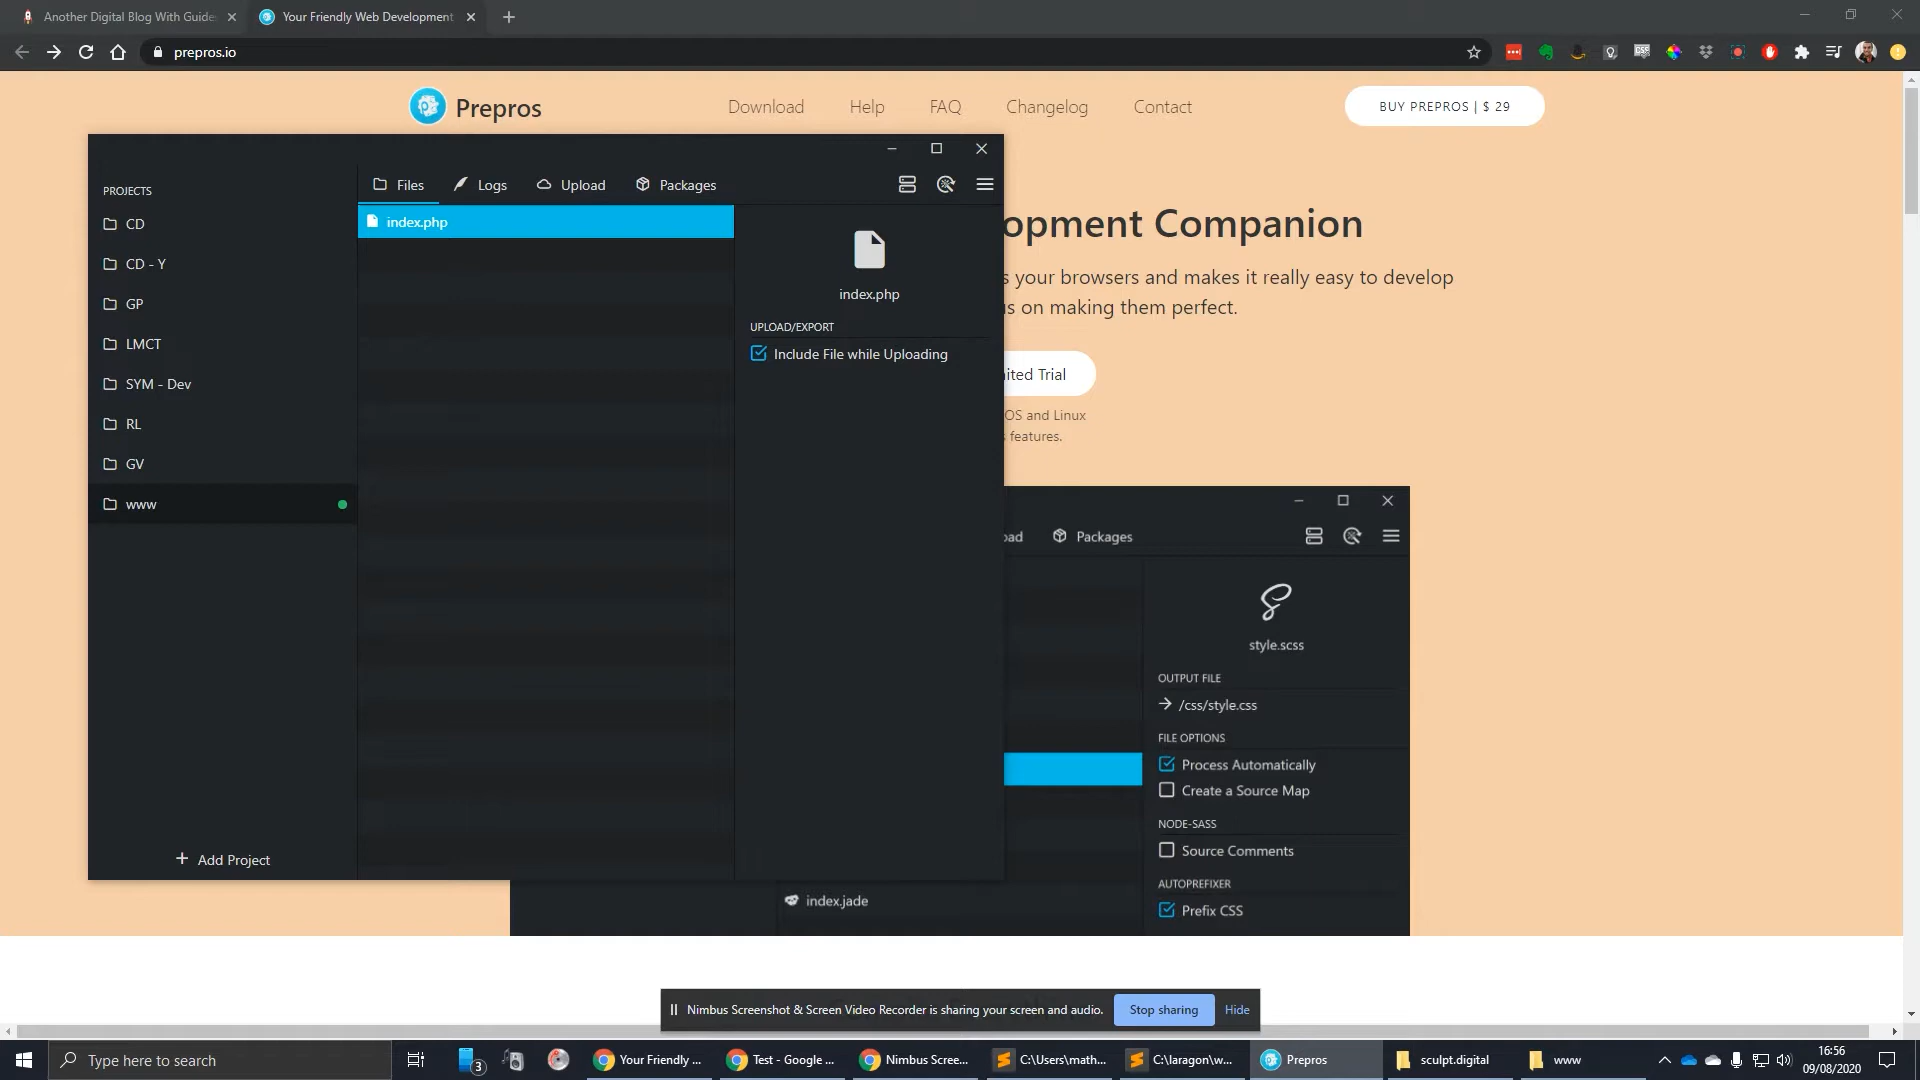 Another Digital Blog With Guide
Your Friendly Web Development
prepros.io
Prepros
Download
Help
FAQ
Changelog
Contact
BUY PREPROS | $ 29
PROJECTS
CD
CD - Y
GP
LMCT
SYM - Dev
RL
GV
www
Add Project
Files
Logs
Upload
Packages
index.php
index.php
UPLOAD/EXPORT
Include File while Uploading
opment Companion
s your browsers and makes it really easy to develop
us on making them perfect.
ited Trial
OS and Linux
features.
oad
Packages
style.scss
OUTPUT FILE
/css/style.css
FILE OPTIONS
Process Automatically
Create a Source Map
NODE-SASS
Source Comments
AUTOPREFIXER
Prefix CSS
index.jade
Nimbus Screenshot & Screen Video Recorder is sharing your screen and audio.
Stop sharing
Hide
Type here to search
3
Your Friendly ...
Test - Google ...
Nimbus Scree...
C:\Users\math...
C:\laragon\w...
Prepros
sculpt.digital
www
16:56
09/08/2020